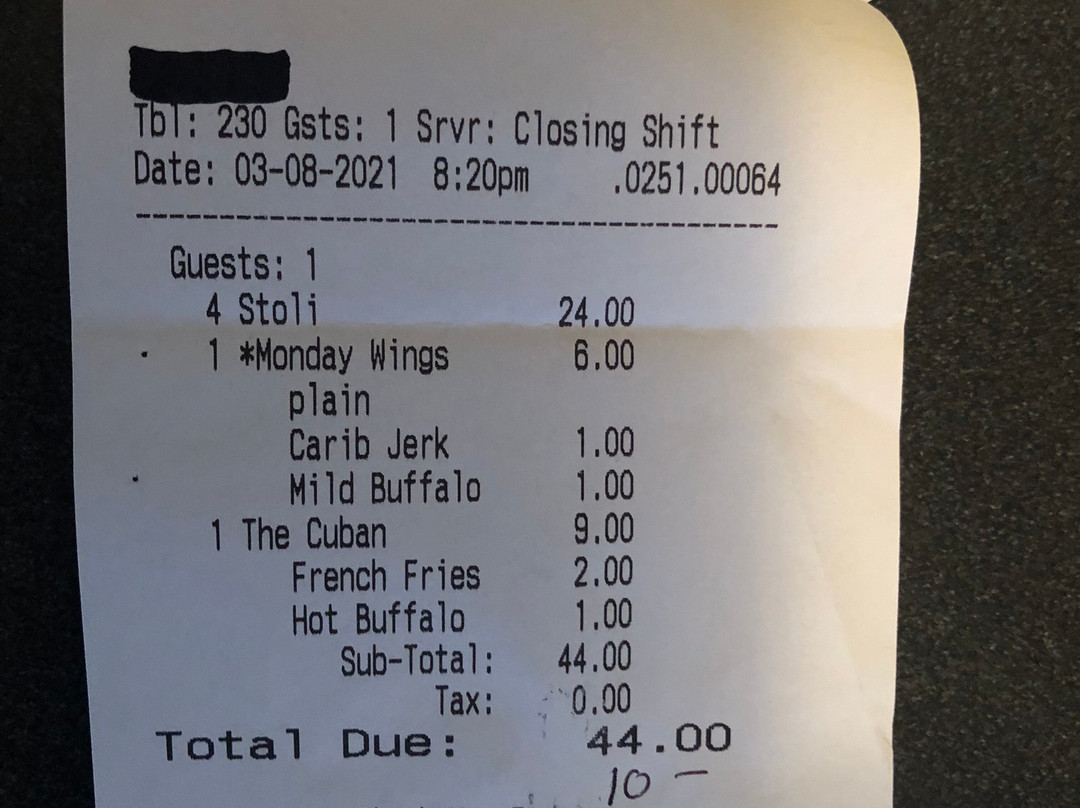 Tbl: 230 Gsts: 1 Srvr: Closing Shift
Date: 03-08-2021 8:20pm .0251.00064
----------------------------------------
Guests: 1
4 Stoli 24.00
1 *Monday Wings 6.00
plain
Carib Jerk 1.00
Mild Buffalo 1.00
1 The Cuban 9.00
French Fries 2.00
Hot Buffalo 1.00
Sub-Total: 44.00
Tax: 0.00
Total Due: 44.00
10 —